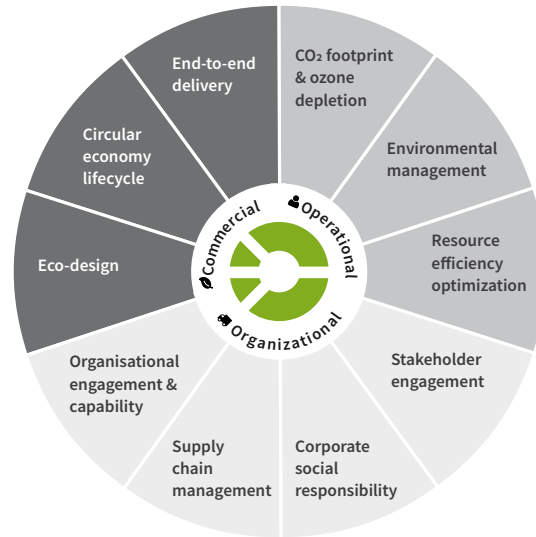 End-to-end
delivery
CO₂ footprint
& ozone
depletion
Environmental
management
Resource
efficiency
optimization
Stakeholder
engagement
Corporate
social
responsibility
Supply
chain
management
Organisational
engagement &
capability
Eco-design
Circular
economy
lifecycle
Commercial
Operational
Organizational